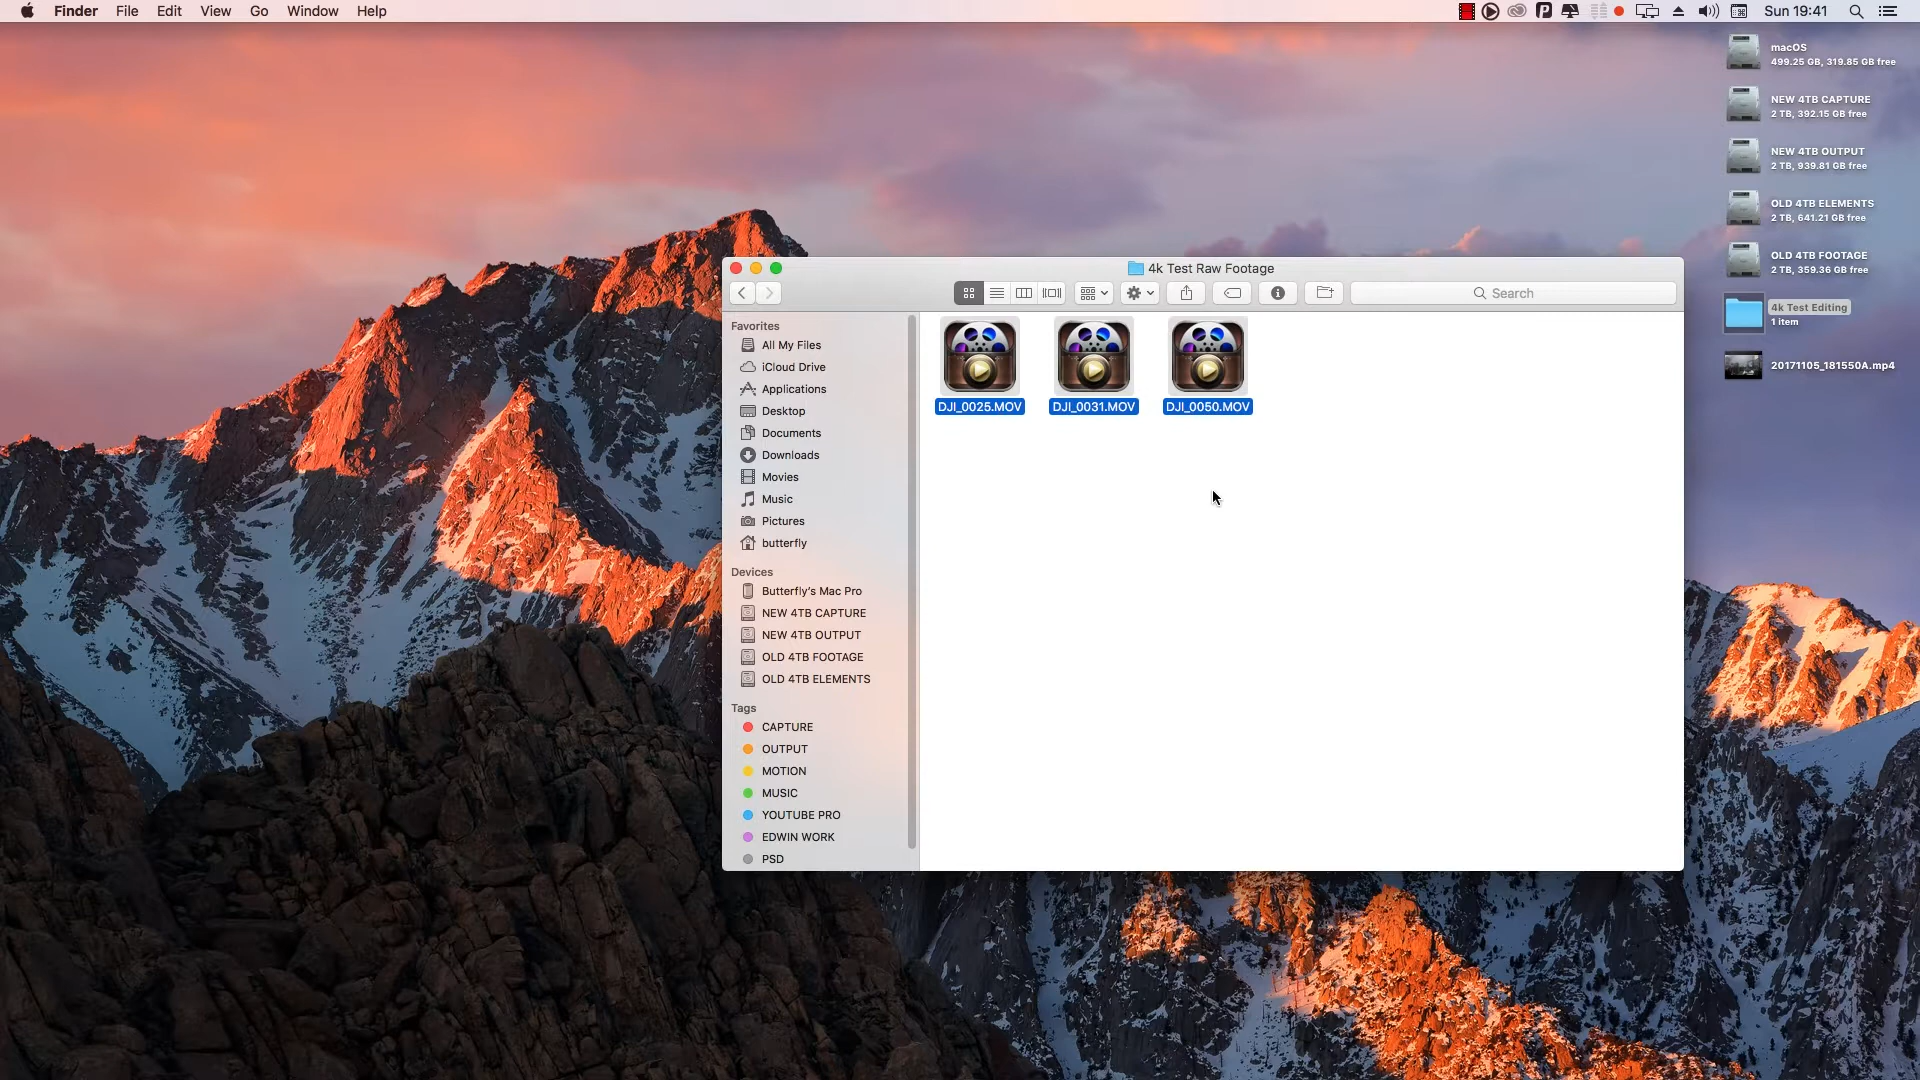 Finder File Edit View Go Window Help
Sun 19:41
macOS
499.25 GB, 319.85 GB free
NEW 4TB CAPTURE
2 TB, 392.15 GB free
NEW 4TB OUTPUT
2 TB, 939.81 GB free
OLD 4TB ELEMENTS
2 TB, 641.21 GB free
OLD 4TB FOOTAGE
2 TB, 359.36 GB free
4k Test Editing
1 item
20171105_181550A.mp4
4k Test Raw Footage
Search
Favorites
All My Files
iCloud Drive
Applications
Desktop
Documents
Downloads
Movies
Music
Pictures
butterfly
Devices
Butterfly's Mac Pro
NEW 4TB CAPTURE
NEW 4TB OUTPUT
OLD 4TB FOOTAGE
OLD 4TB ELEMENTS
Tags
CAPTURE
OUTPUT
MOTION
MUSIC
YOUTUBE PRO
EDWIN WORK
PSD
DJI_0025.MOV DJI_0031.MOV DJI_0050.MOV